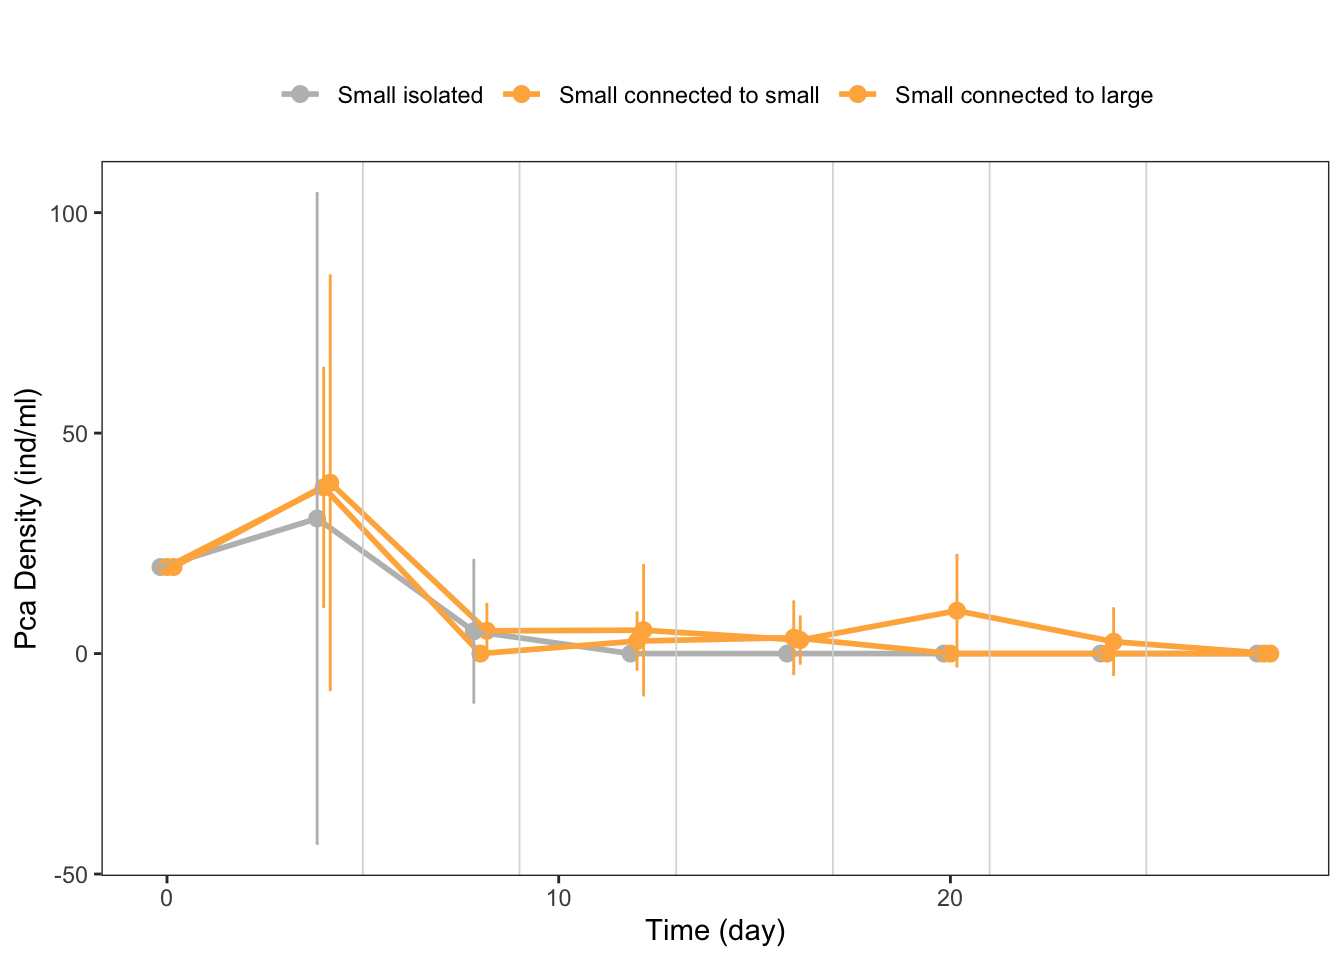 Small isolated Small connected to small Small connected to large
100
50
0
-50
Pca Density (ind/ml)
0 10 20
Time (day)